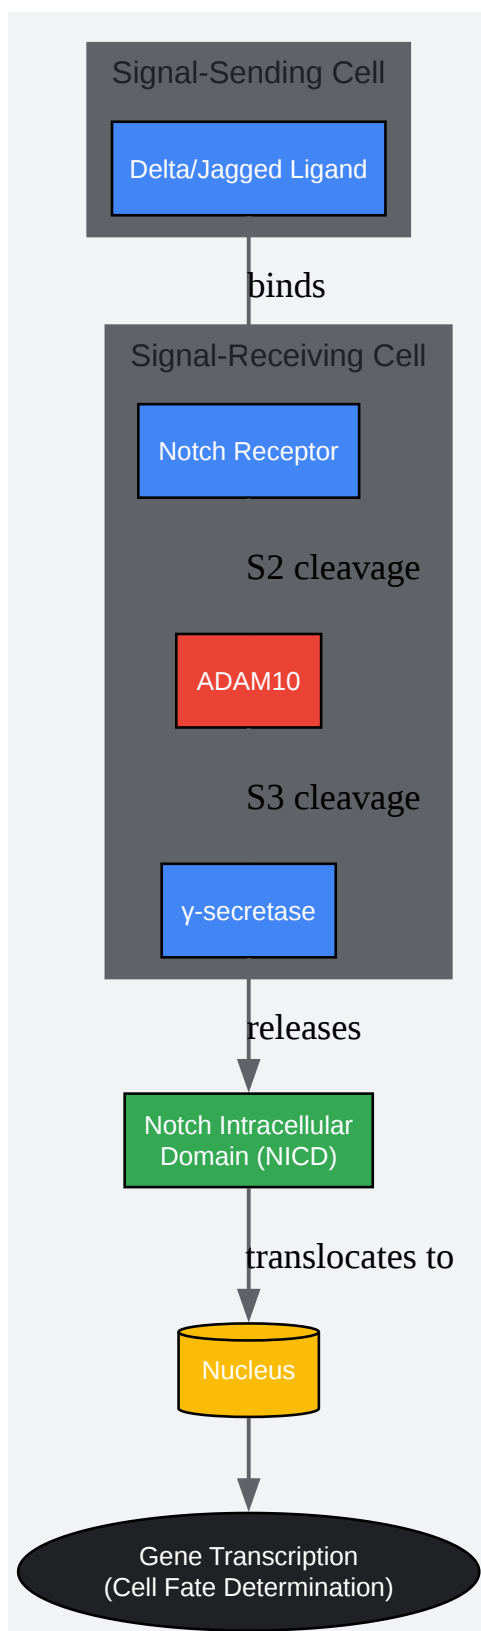 Signal-Sending Cell
Delta/Jagged Ligand
binds
Signal-Receiving Cell
Notch Receptor
S2 cleavage
ADAM10
S3 cleavage
γ-secretase
releases
Notch Intracellular
Domain (NICD)
translocates to
Nucleus
Gene Transcription
(Cell Fate Determination)